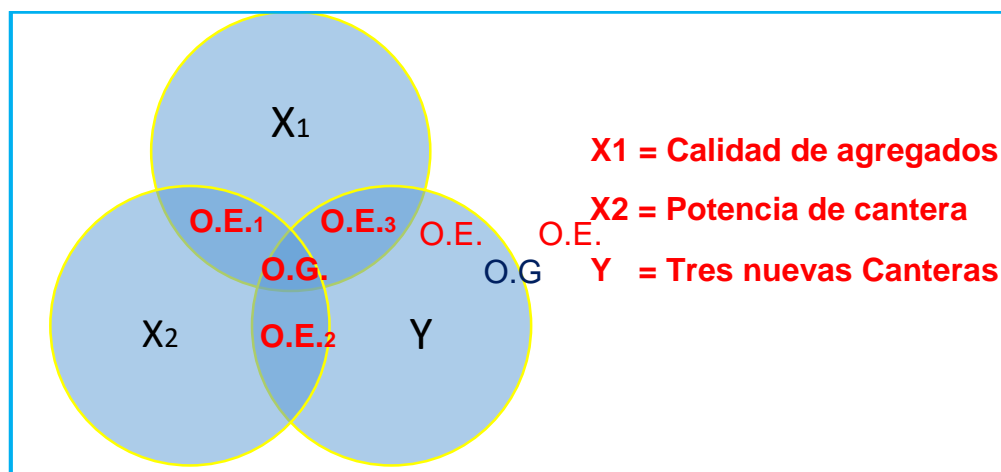 X1
X1 = Calidad de agregados
O.E.1
O.E.3
X2 = Potencia de cantera
O.E.
O.E.
O.G.
O.G
Y = Tres nuevas Canteras
X2
O.E.2
Y